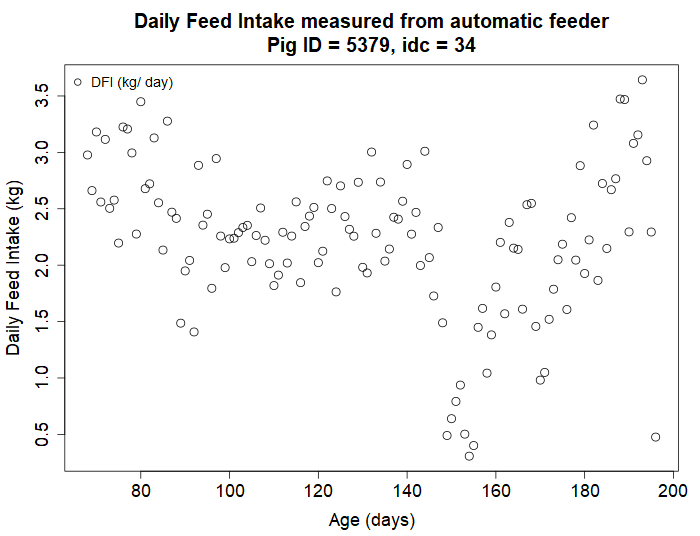 Daily Feed Intake measured from automatic feeder
Pig ID = 5379, idc = 34
DFI (kg/ day)
Daily Feed Intake (kg)
3.5
3.0
2.5
2.0
1.5
1.0
0.5
80 100 120 140 160 180 200
Age (days)